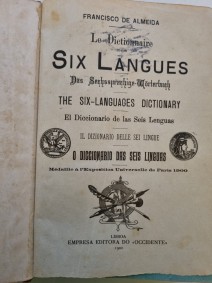 FRANCISCO DE ALMEIDA
Le Dictionnaire
SIX LANGUES
Das Sechssprachige-Wörterbuch
THE SIX-LANGUAGES DICTIONARY
El Diccionario de las Seis Lenguas
IL DIZIONARIO DELLE SEI LINGUE
O DICCIONARIO DAS SEIS LINGUAS
Médaille à l'Exposition Universelle de Paris 1900
LISBOA
EMPRESA EDITORA DO «OCCIDENTE»